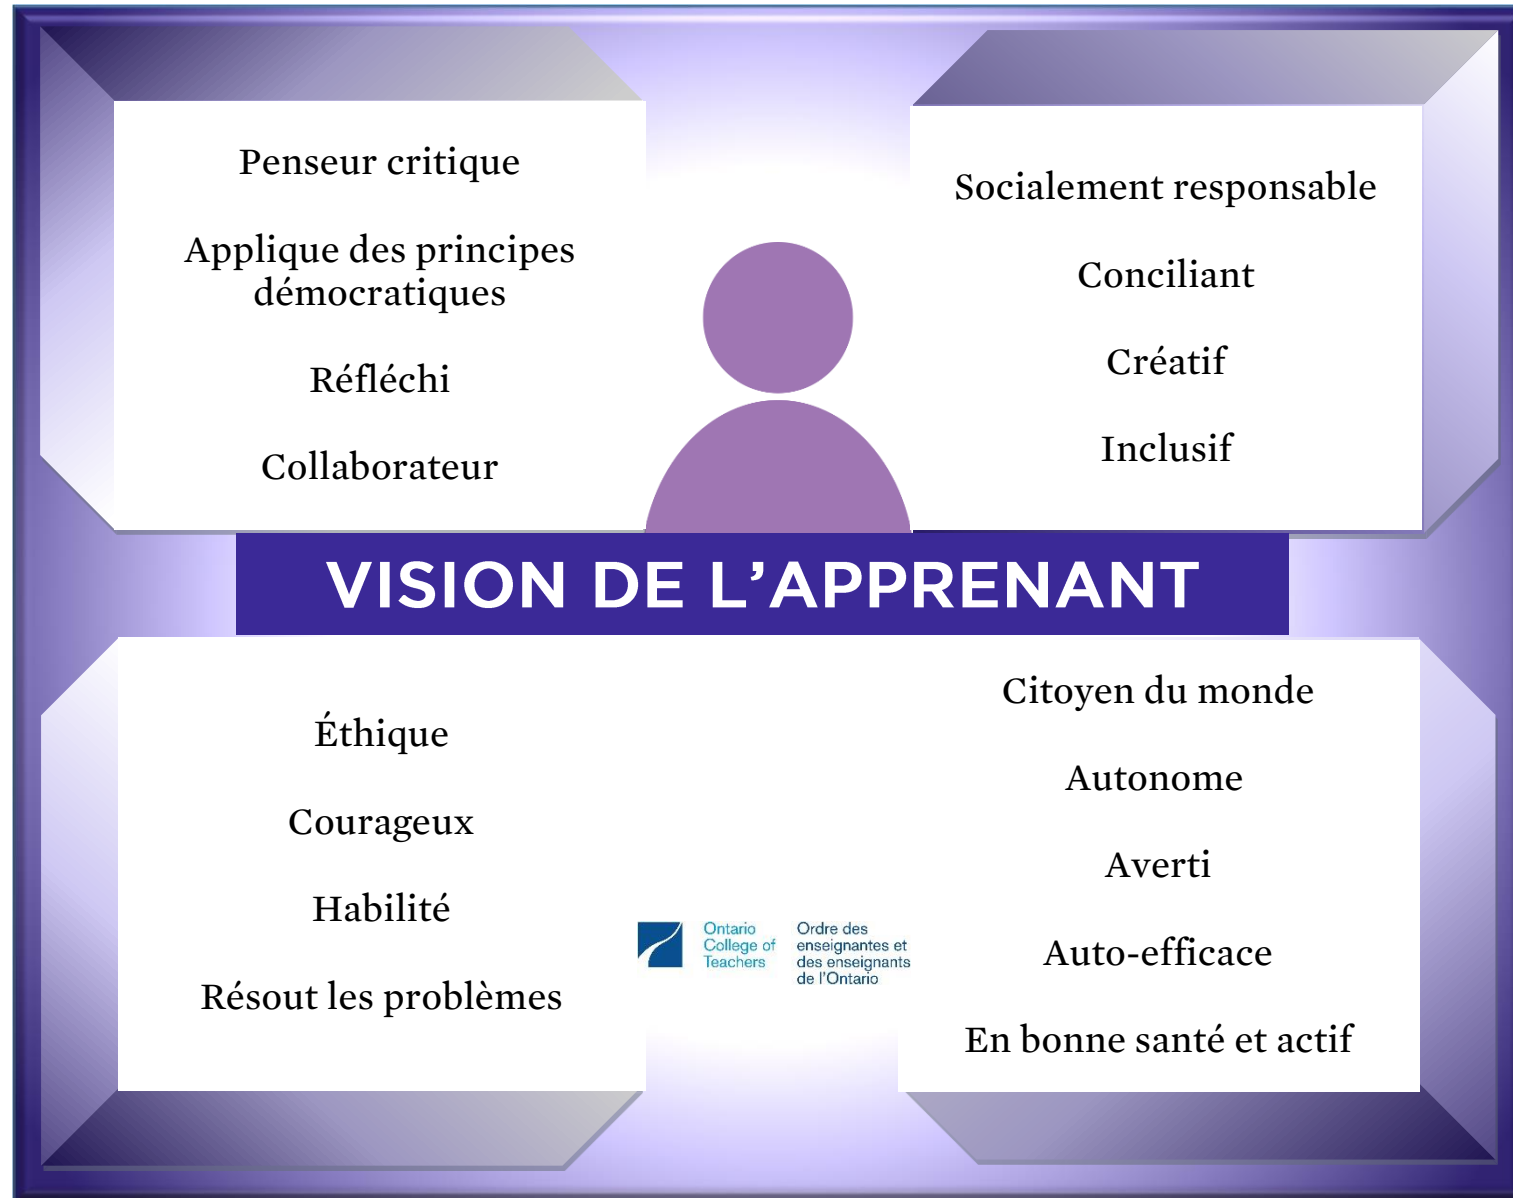 Penseur critique
Applique des principes
démocratiques
Réfléchi
Collaborateur
Socialement responsable
Conciliant
Créatif
Inclusif
VISION DE L’APPRENANT
Éthique
Courageux
Habilité
Résout les problèmes
Ontario
College of
Teachers
Ordre des
enseignantes et
des enseignants
de l'Ontario
Citoyen du monde
Autonome
Averti
Auto-efficace
En bonne santé et actif